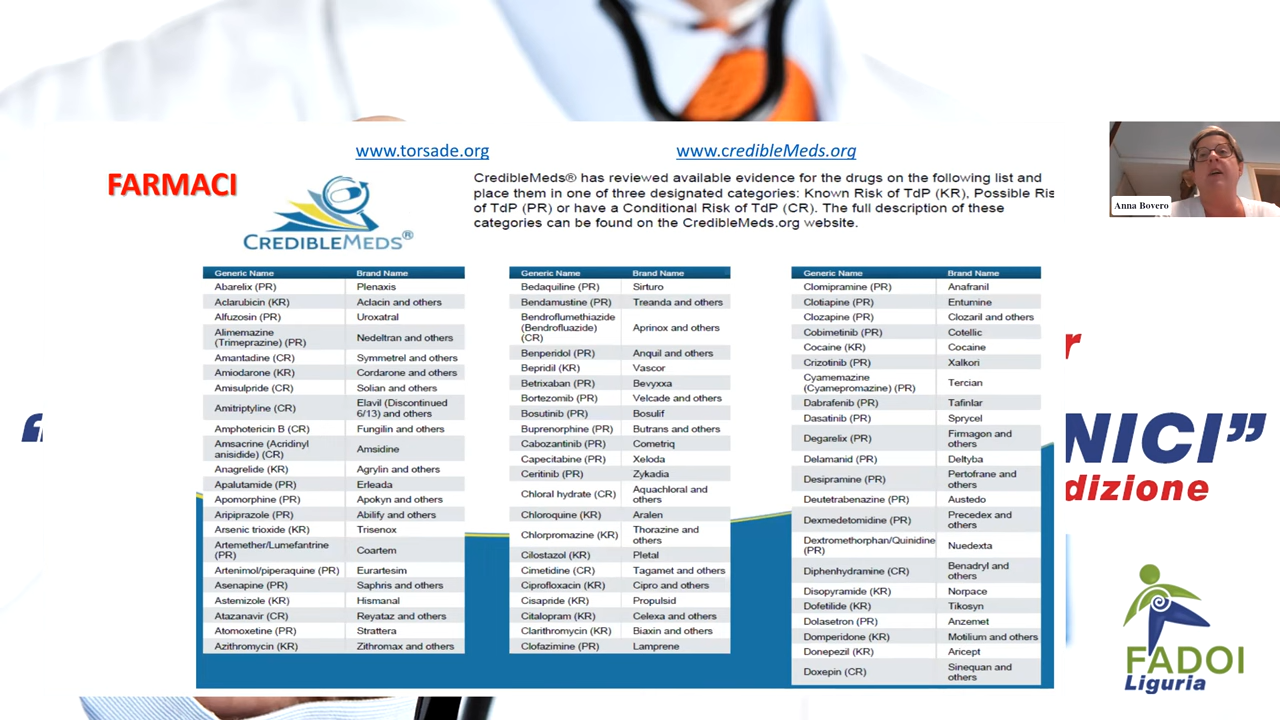 www.torsade.org
www.credibleMeds.org
FARMACI
CREDIBLEMEDS®
CredibleMeds® has reviewed available evidence for the drugs on the following list and
place them in one of three designated categories: Known Risk of TdP (KR), Possible Ris
of TdP (PR) or have a Conditional Risk of TdP (CR). The full description of these
categories can be found on the CredibleMeds.org website.
Anna Bovero
Generic Name Brand Name
Abarelix (PR) Plenaxis
Aclarubicin (KR) Aclacin and others
Alfuzosin (PR) Uroxatral
Alimemazine
(Trimeprazine) (PR) Nedeltran and others
Amantadine (CR) Symmetrel and others
Amiodarone (KR) Cordarone and others
Amisulpride (CR) Solian and others
Amitriptyline (CR) Elavil (Discontinued
6/13) and others
Amphotericin B (CR) Fungilin and others
Amsacrine (Acridinyl
anisidide) (CR) Amsidine
Anagrelide (KR) Agrylin and others
Apalutamide (PR) Erleada
Apomorphine (PR) Apokyn and others
Aripiprazole (PR) Abilify and others
Arsenic trioxide (KR) Trisenox
Artemether/Lumefantrine
(PR) Coartem
Artenimol/piperaquine (PR) Eurartesim
Asenapine (PR) Saphris and others
Astemizole (KR) Hismanal
Atazanavir (CR) Reyataz and others
Atomoxetine (PR) Strattera
Azithromycin (KR) Zithromax and others
Generic Name Brand Name
Bedaquiline (PR) Sirturo
Bendamustine (PR) Treanda and others
Bendroflumethiazide
(Bendrofluazide)
(CR) Aprinox and others
Benperidol (PR) Anquil and others
Bepridil (KR) Vascor
Betrixaban (PR) Bevyxxa
Bortezomib (PR) Velcade and others
Bosutinib (PR) Bosulif
Buprenorphine (PR) Butrans and others
Cabozantinib (PR) Cometriq
Capecitabine (PR) Xeloda
Ceritinib (PR) Zykadia
Chloral hydrate (CR) Aquachloral and
others
Chloroquine (KR) Aralen
Chlorpromazine (KR) Thorazine and
others
Cilostazol (KR) Pletal
Cimetidine (CR) Tagamet and others
Ciprofloxacin (KR) Cipro and others
Cisapride (KR) Propulsid
Citalopram (KR) Celexa and others
Clarithromycin (KR) Biaxin and others
Clofazimine (PR) Lamprene
Generic Name Brand Name
Clomipramine (PR) Anafranil
Clotiapine (PR) Entumine
Clozapine (PR) Clozaril and others
Cobimetinib (PR) Cotellic
Cocaine (KR) Cocaine
Crizotinib (PR) Xalkori
Cyamemazine
(Cyamepromazine) (PR) Tercian
Dabrafenib (PR) Tafinlar
Dasatinib (PR) Sprycel
Degarelix (PR) Firmagon and
others
Delamanid (PR) Deltyba
Desipramine (PR) Pertofrane and
others
Deutetrabenazine (PR) Austedo
Dexmedetomidine (PR) Precedex and
others
Dextromethorphan/Quinidine
(PR) Nuedexta
Diphenhydramine (CR) Benadryl and
others
Disopyramide (KR) Norpace
Dofetilide (KR) Tikosyn
Dolasetron (PR) Anzemet
Domperidone (KR) Motilium and others
Donepezil (KR) Aricept
Doxepin (CR) Sinequan and
others
r
“
NICI”
dizione
FADOI
Liguria